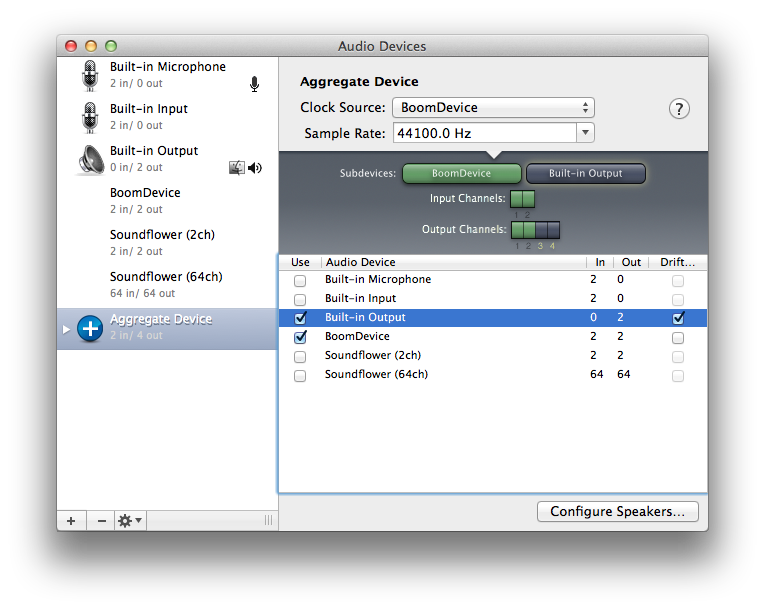 Audio Devices
Built-in Microphone
2 in/ 0 out
Built-in Input
2 in/ 0 out
Built-in Output
0 in/ 2 out
BoomDevice
2 in/ 2 out
Soundflower (2ch)
2 in/ 2 out
Soundflower (64ch)
64 in/ 64 out
Aggregate Device
2 in/ 4 out
Aggregate Device
Clock Source: BoomDevice
?
Sample Rate: 44100.0 Hz
Subdevices: BoomDevice Built-in Output
Input Channels:
1 2
Output Channels:
1 2 3 4
Use Audio Device In Out Drift...
Built-in Microphone 2 0
Built-in Input 2 0
Built-in Output 0 2
BoomDevice 2 2
Soundflower (2ch) 2 2
Soundflower (64ch) 64 64
Configure Speakers...